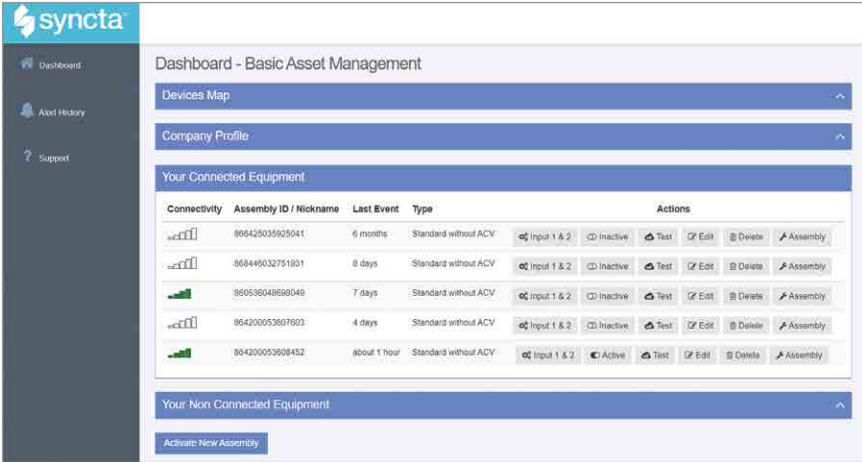 syncta
Dashboard
Alert History
? Support
Dashboard - Basic Asset Management
Devices Map
Company Profile
Your Connected Equipment
Connectivity Assembly ID / Nickname Last Event Type Actions
866425035925041 6 months Standard without ACV Input 1 & 2 Inactive Test Edit Delete Assembly
868446032751931 8 days Standard without ACV Input 1 & 2 Inactive Test Edit Delete Assembly
860536048698049 7 days Standard without ACV Input 1 & 2 Inactive Test Edit Delete Assembly
864200053607603 4 days Standard without ACV Input 1 & 2 Inactive Test Edit Delete Assembly
864200053608452 about 1 hour Standard without ACV Input 1 & 2 Active Test Edit Delete Assembly
Your Non Connected Equipment
Activate New Assembly